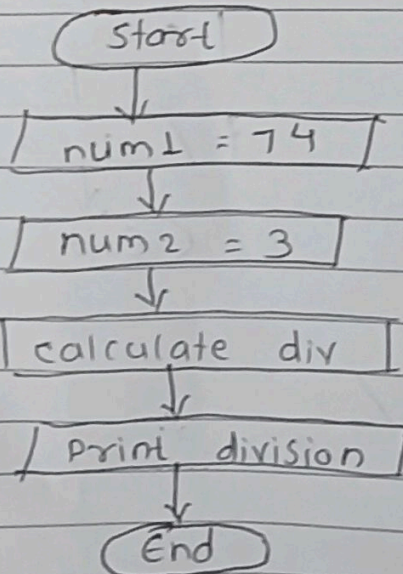 Start
num1 = 74
num2 = 3
calculate div
print division
End